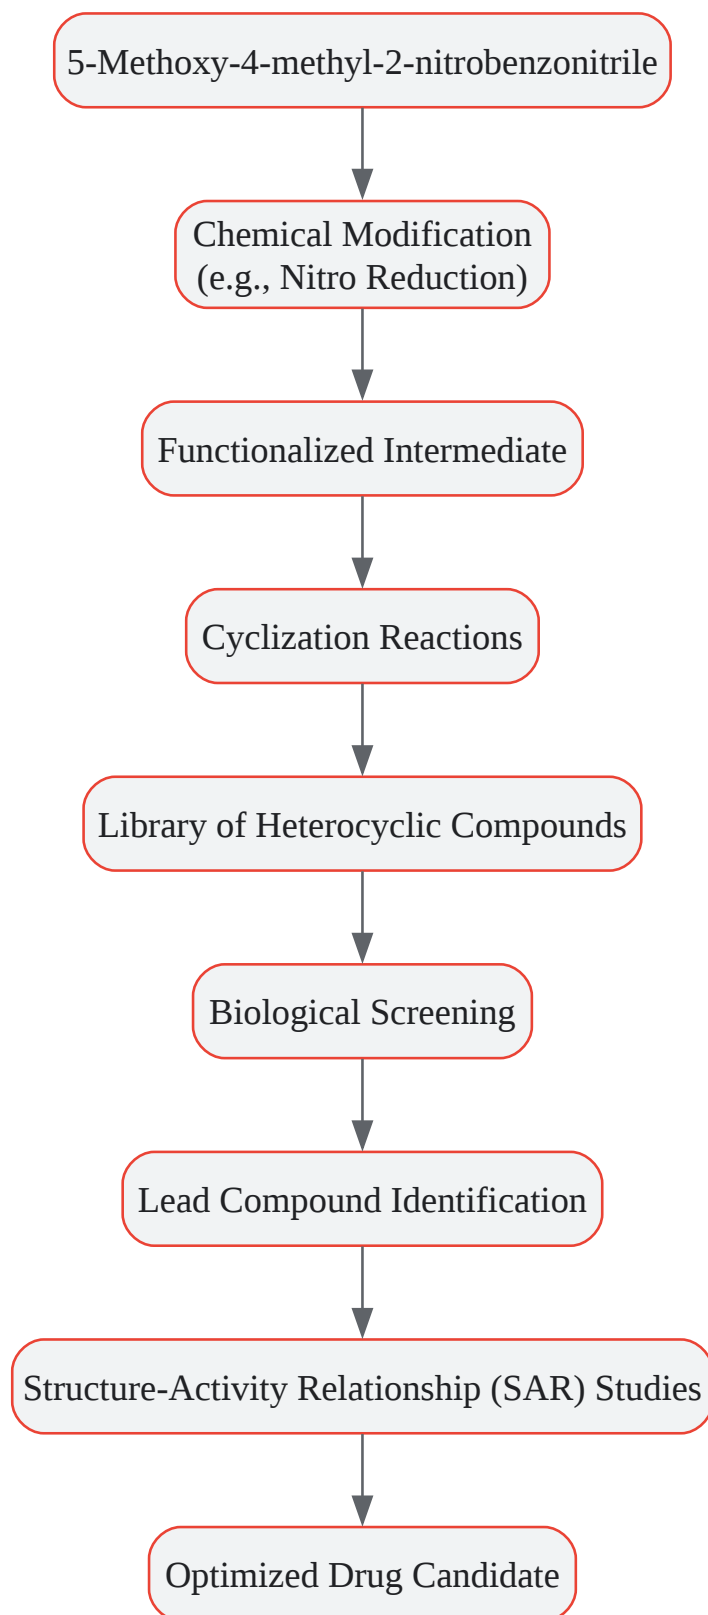 5-Methoxy-4-methyl-2-nitrobenzonitrile
Chemical Modification
(e.g., Nitro Reduction)
Functionalized Intermediate
Cyclization Reactions
Library of Heterocyclic Compounds
Biological Screening
Lead Compound Identification
Structure-Activity Relationship (SAR) Studies
Optimized Drug Candidate